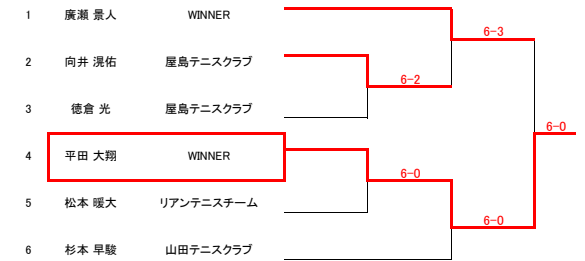 1 廣瀬 景人 WINNER
6-3
2 向井 滉佑 屋島テニスクラブ
6-2
3 徳倉 光 屋島テニスクラブ
6-0
4 平田 大翔 WINNER
6-0
5 松本 暖大 リアンテニスチーム
6-0
6 杉本 早駿 山田テニスクラブ